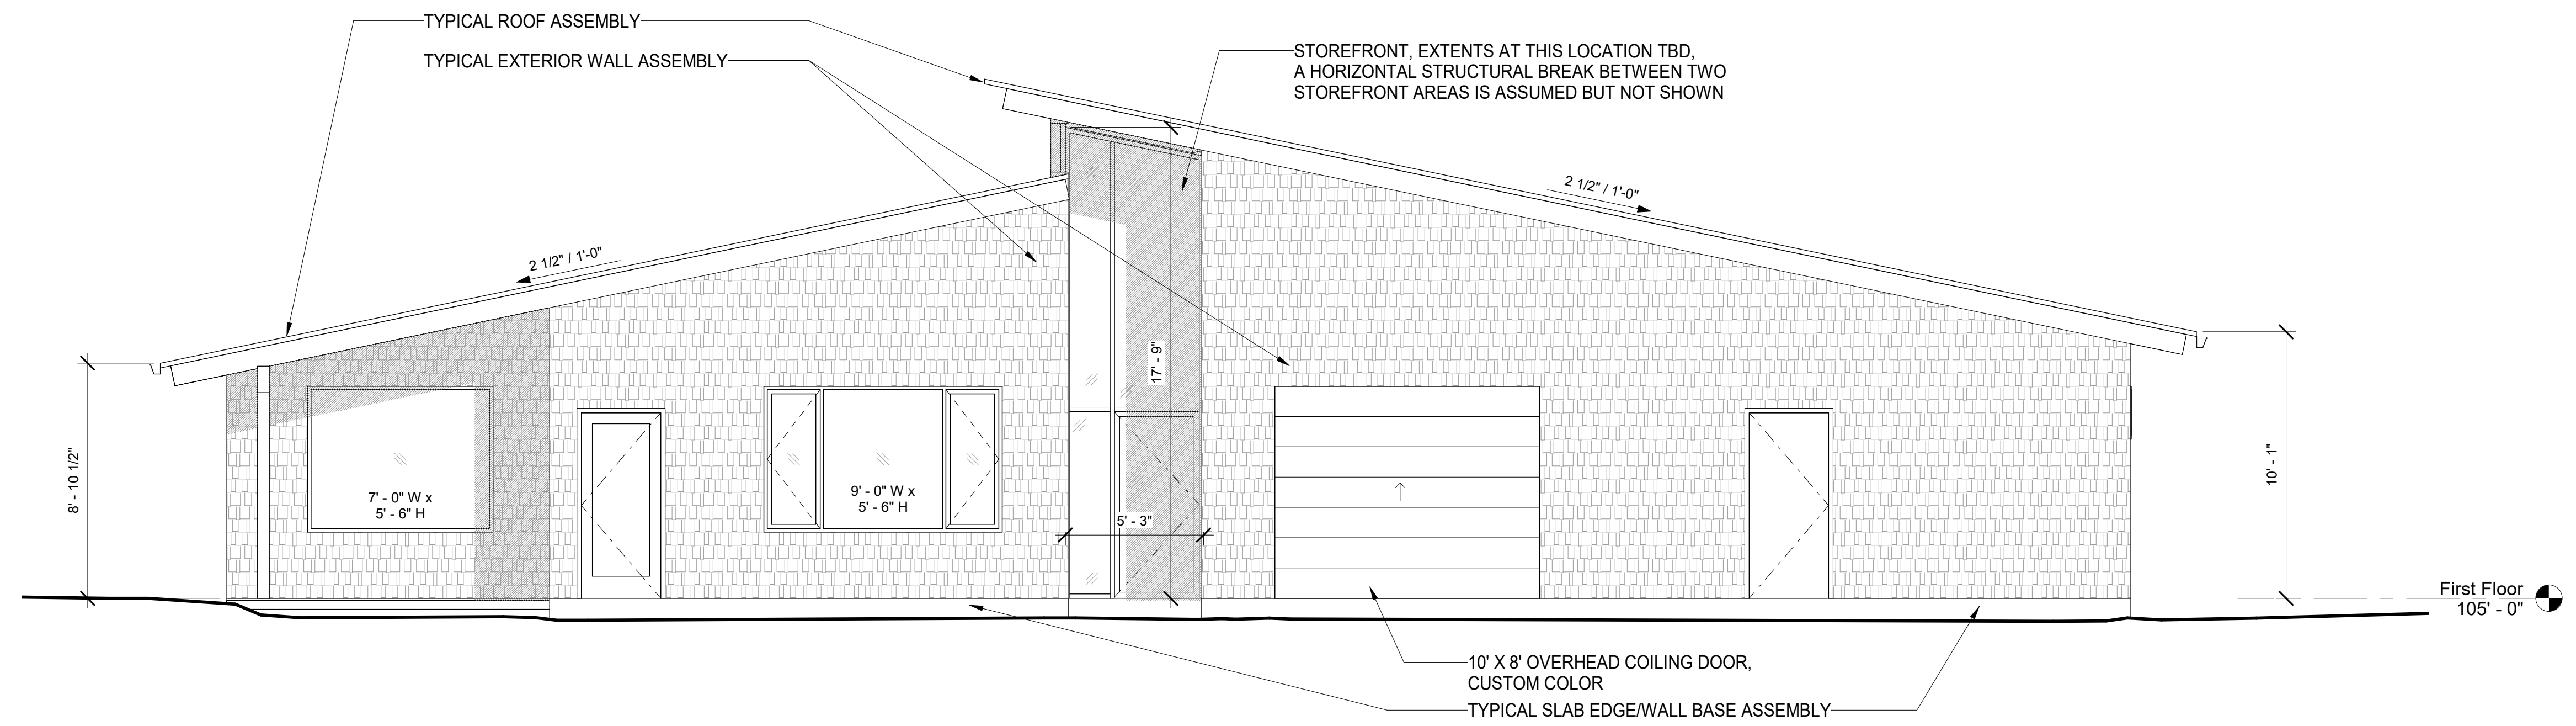 TYPICAL ROOF ASSEMBLY
TYPICAL EXTERIOR WALL ASSEMBLY
STOREFRONT, EXTENTS AT THIS LOCATION TBD,
A HORIZONTAL STRUCTURAL BREAK BETWEEN TWO
STOREFRONT AREAS IS ASSUMED BUT NOT SHOWN
2 1/2" / 1'-0"
2 1/2" / 1'-0"
17' - 9"
8' - 10 1/2"
7' - 0" W x
5' - 6" H
9' - 0" W x
5' - 6" H
5' - 3"
10' - 1"
First Floor
105' - 0"
10' X 8' OVERHEAD COILING DOOR,
CUSTOM COLOR
TYPICAL SLAB EDGE/WALL BASE ASSEMBLY